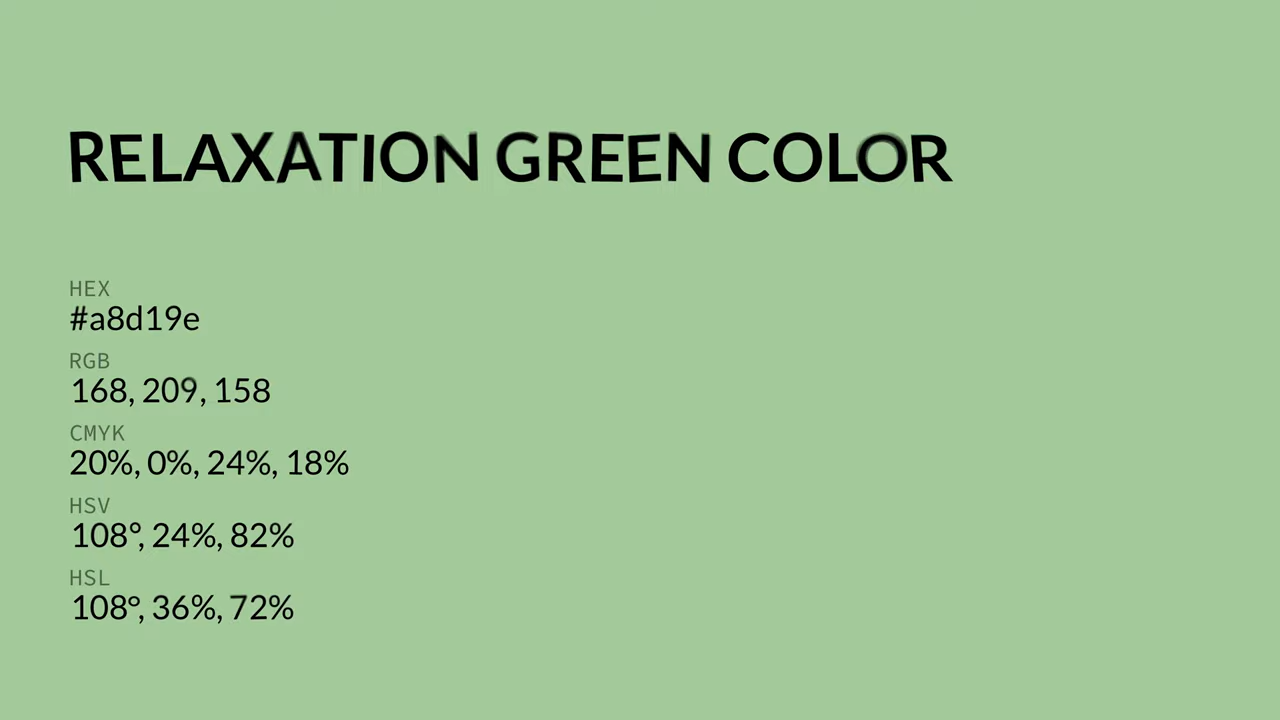 RELAXATION GREEN COLOR
HEX
#a8d19e
RGB
168, 209, 158
CMYK
20%, 0%, 24%, 18%
HSV
108°, 24%, 82%
HSL
108°, 36%, 72%